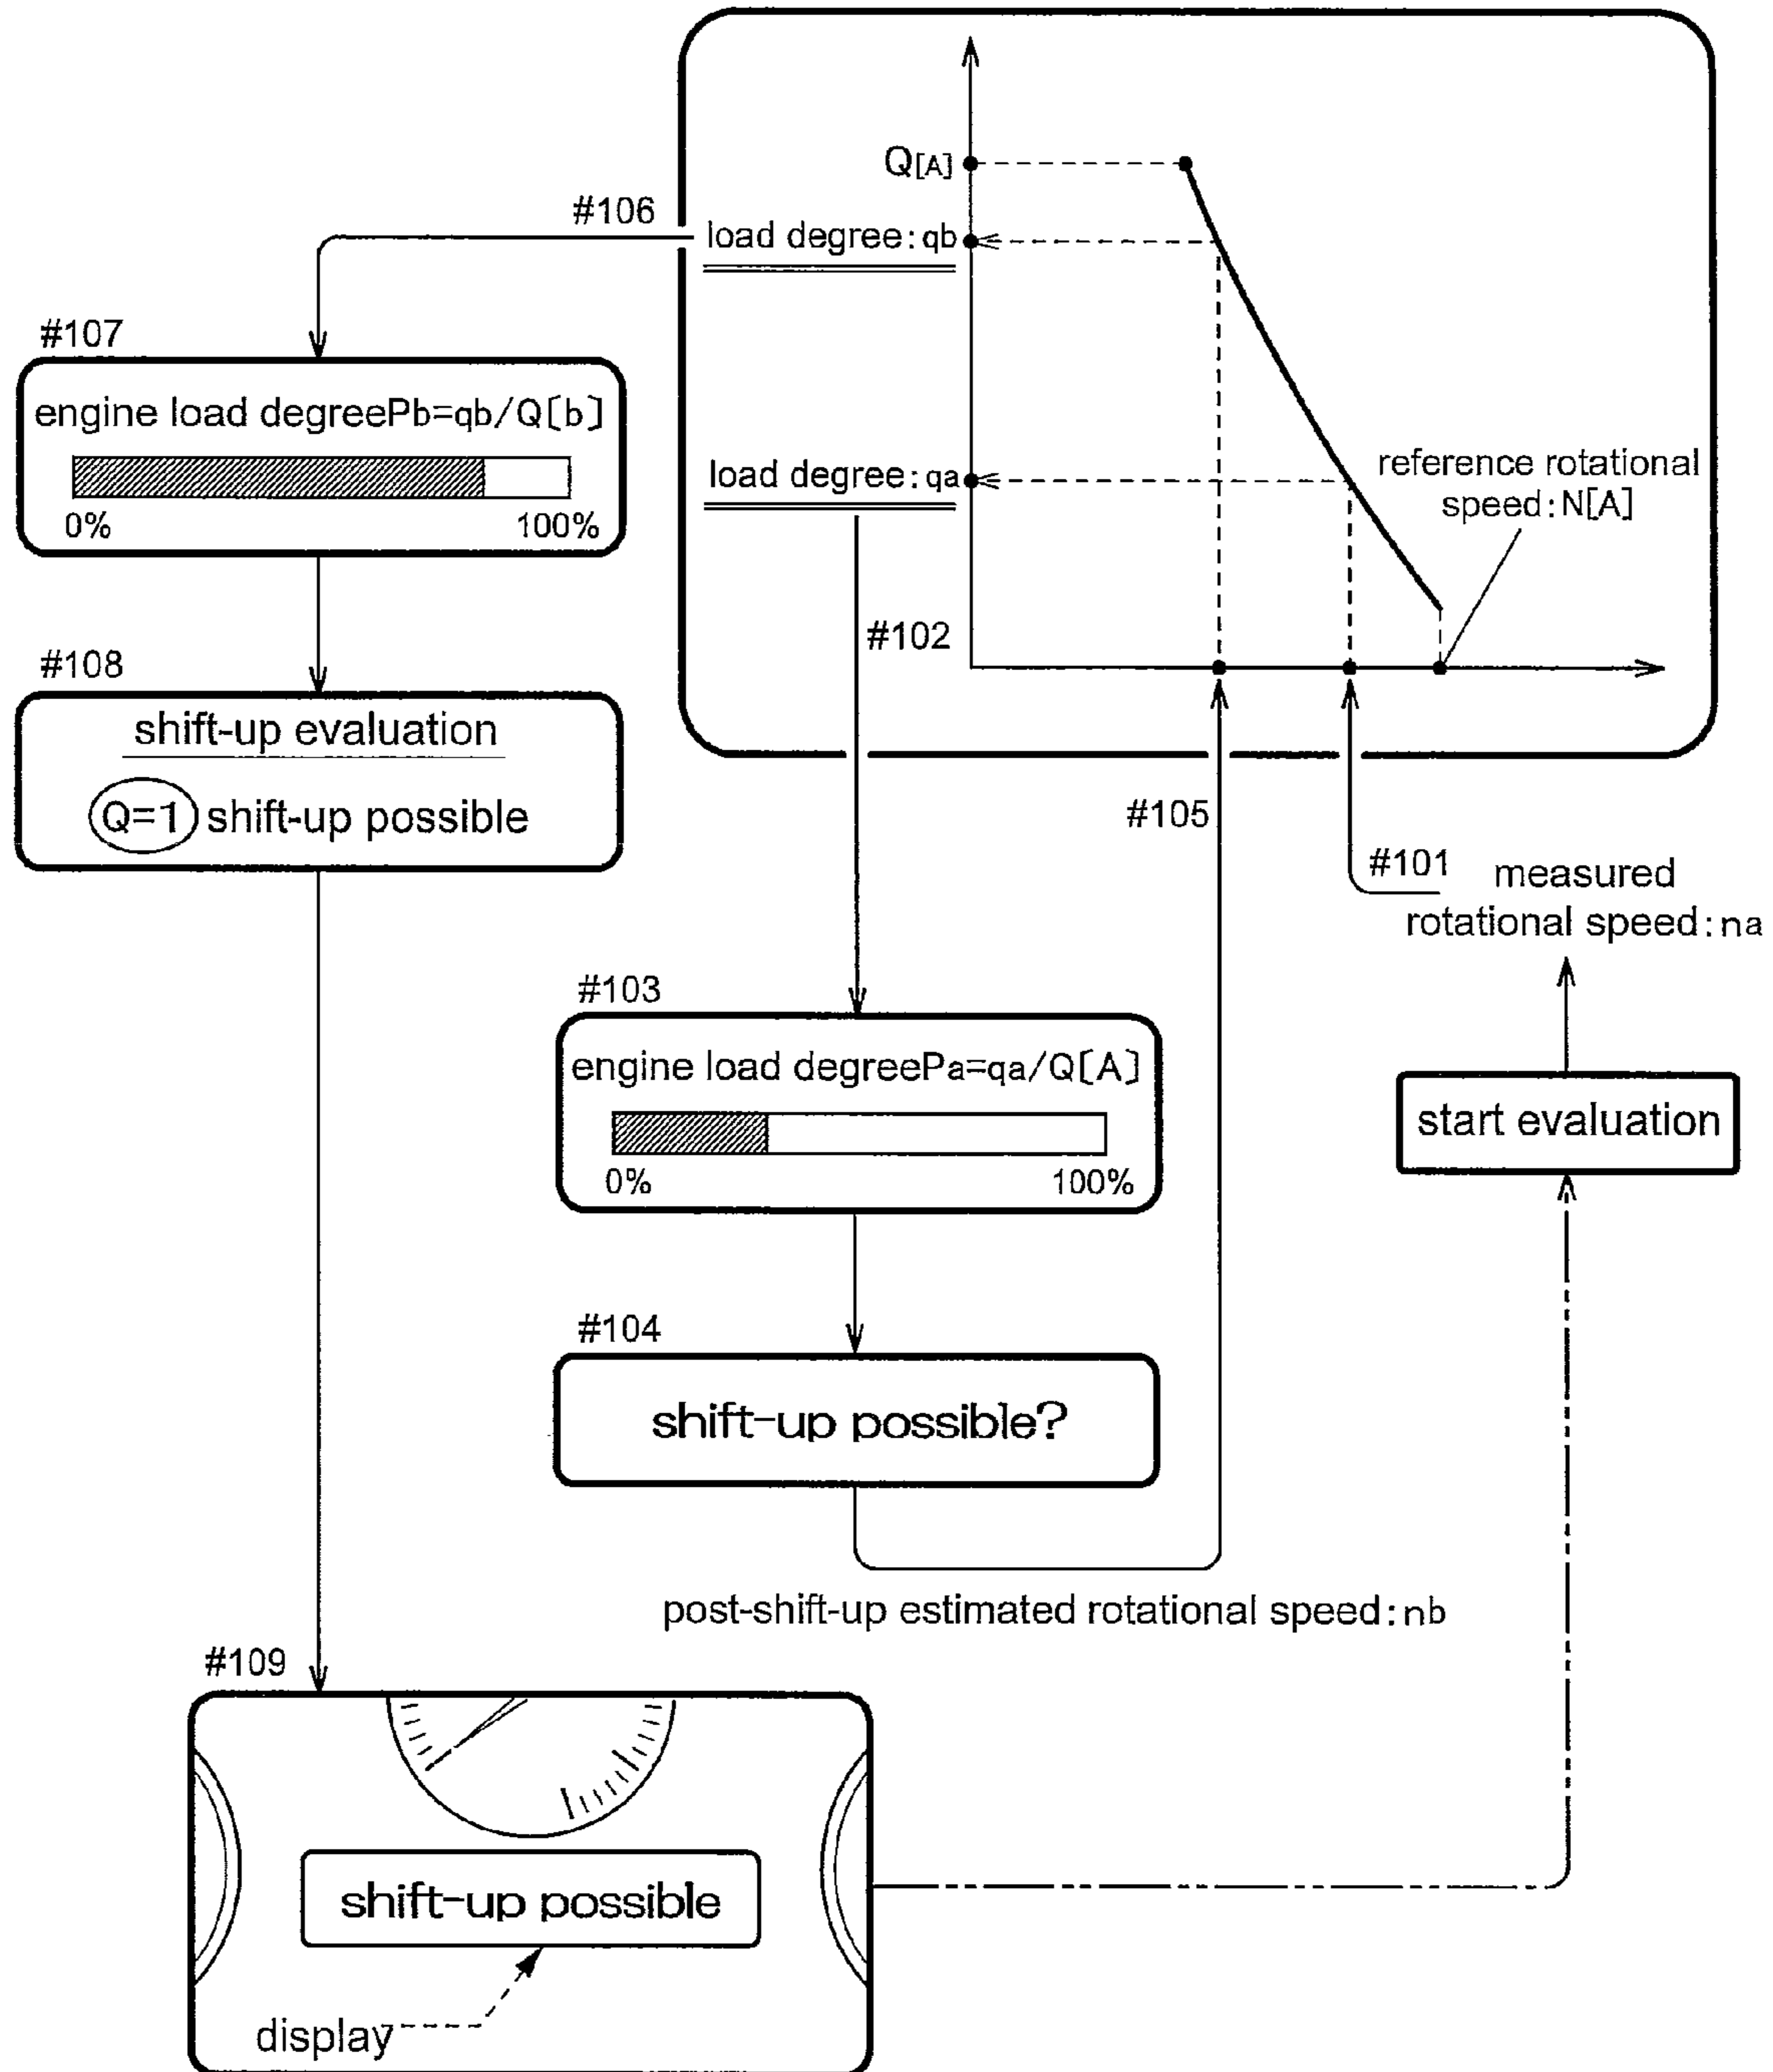 Q[A]
#106
load degree:qb
#107
engine load degreePb=qb/Q[b]
0%
100%
load degree:qa
reference rotational
speed:N[A]
#102
#108
shift-up evaluation
Q=1 shift-up possible
#105
#101
measured
rotational speed:na
#103
engine load degreePa=qa/Q[A]
0%
100%
start evaluation
#104
shift-up possible?
post-shift-up estimated rotational speed:nb
#109
shift-up possible
display